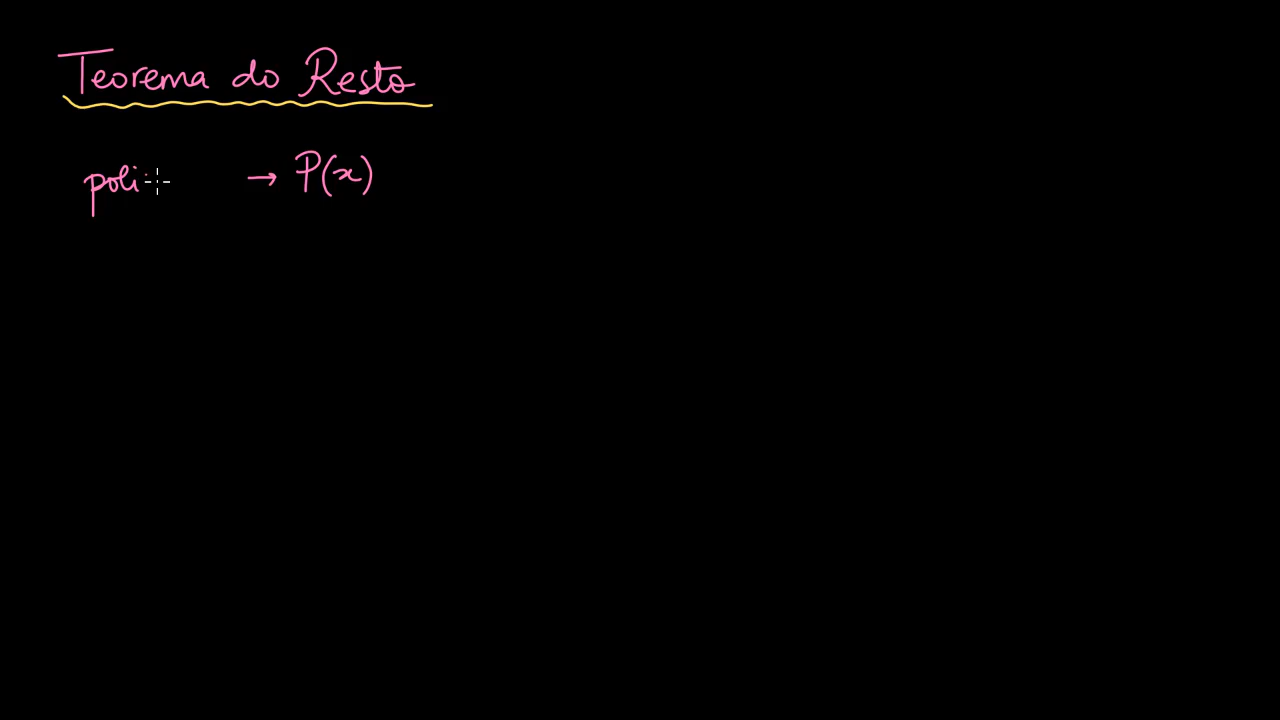 Teorema do Resto
poli → P(x)